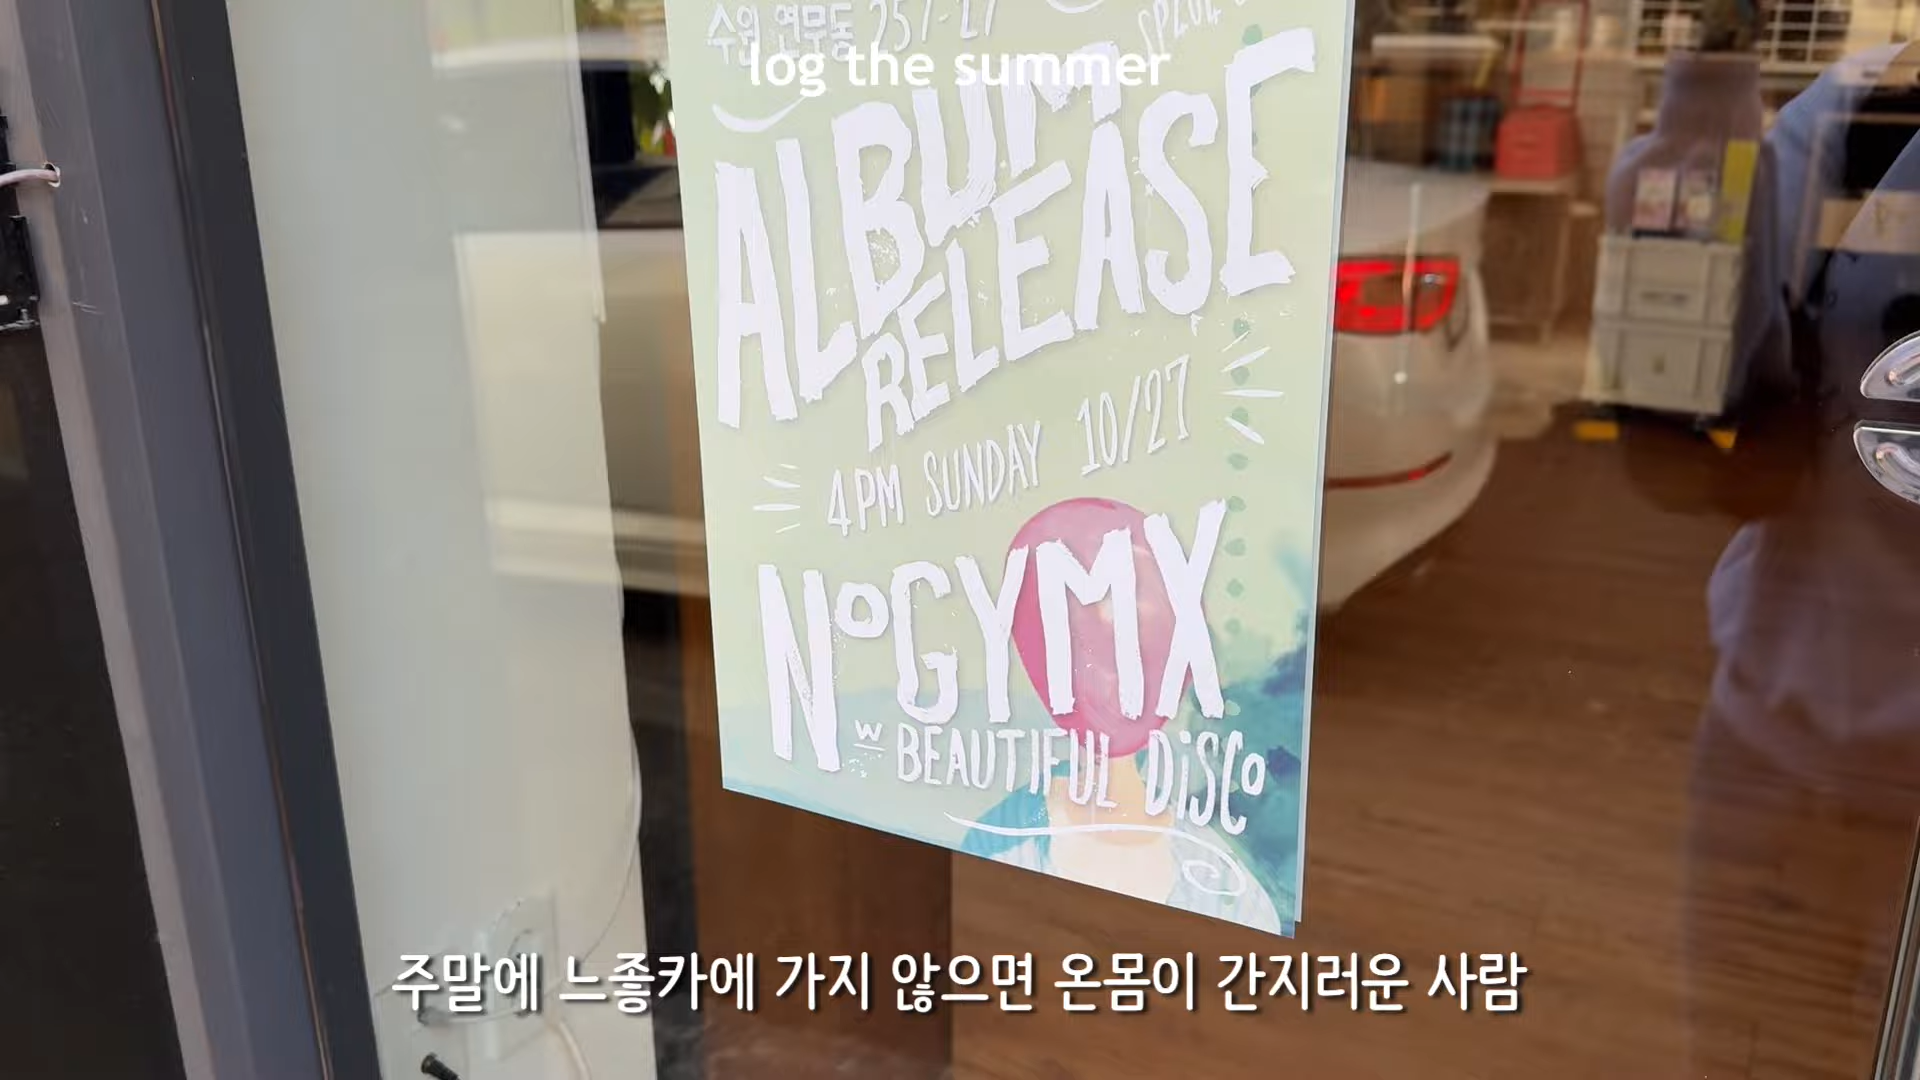 수원 연무동 257-27
log the summer
ALBUM
RELEASE
4PM SUNDAY 10/27
NoGYMX
w BEAUTIFUL DiSCo
주말에 느좋카에 가지 않으면 온몸이 간지러운 사람